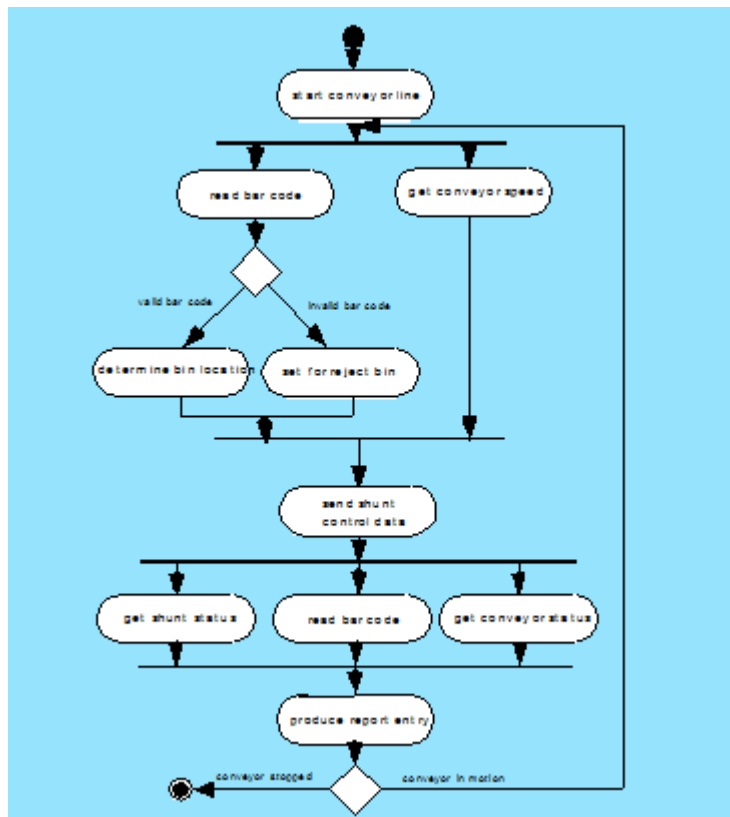 start conveyor line
read bar code
get conveyor speed
valid bar code
invalid bar code
determine bin location
set for reject bin
send shunt
control data
get shunt status
read bar code
get conveyor status
produce report entry
conveyor stopped
conveyor in motion